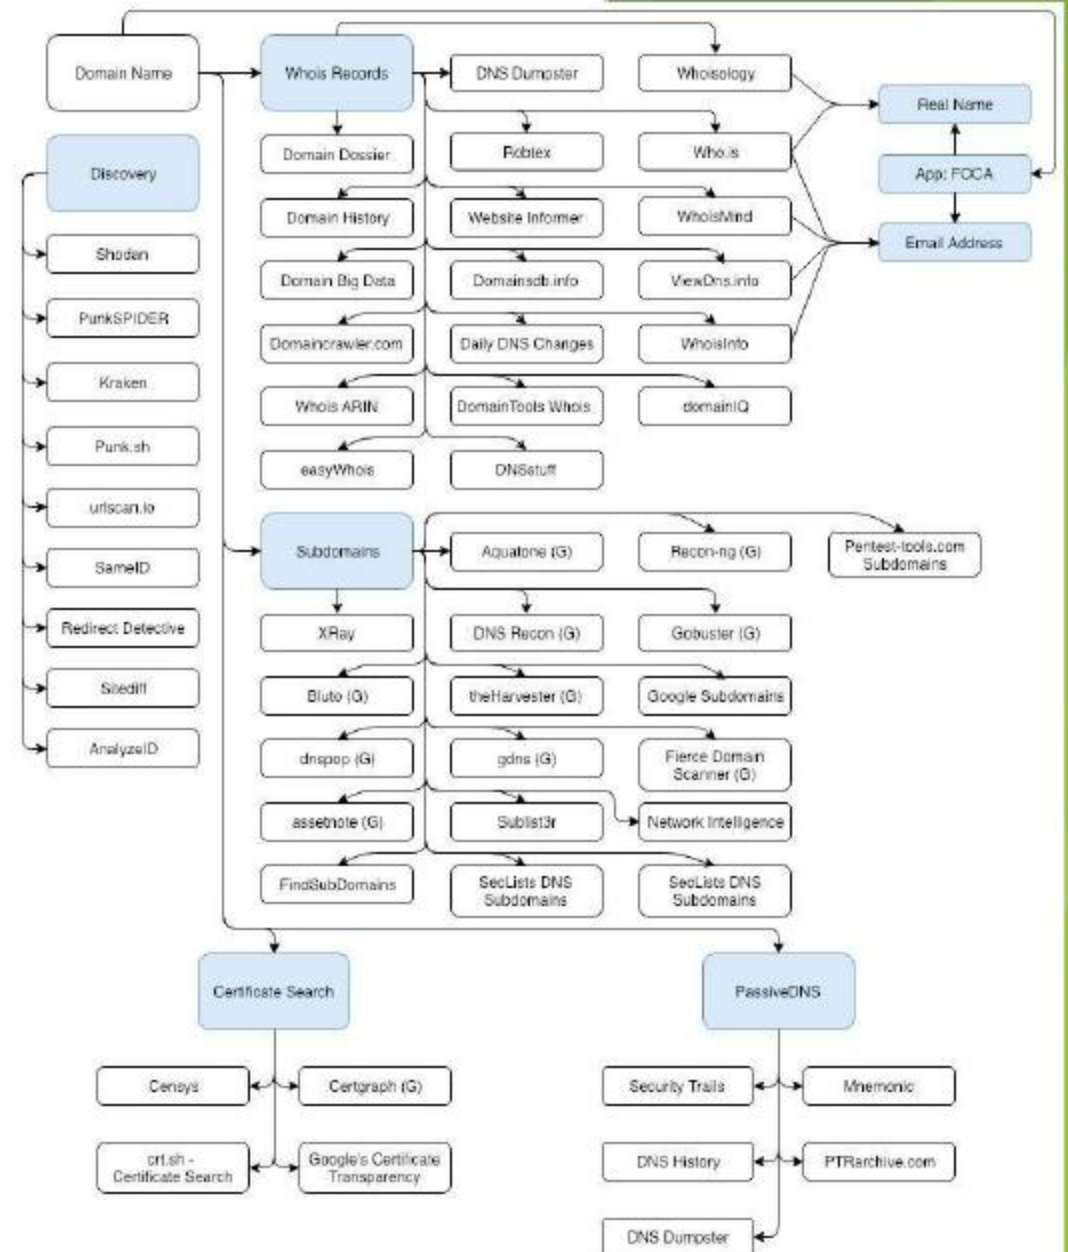 Domain Name
Whois Records
DNS Dumpster
Whoisology
Real Name
Discovery
Domain Dossier
Robtex
Who.is
App: FOCA
Domain History
Website Informer
WhoisMind
Email Address
Shodan
Domain Big Data
Domainsdb.info
ViewDns.info
PunkSPIDER
Domaincrawler.com
Daily DNS Changes
WhoisInfo
Kraken
Whois ARIN
DomainTools Whois
domainIQ
Punk.sh
easyWhois
DNSstuff
urlscan.io
Subdomains
Aquatone (G)
Recon-ng (G)
Pentest-tools.com
Subdomains
SameID
Redirect Detective
XRay
DNS Recon (G)
Gobuster (G)
Sitediff
Bluto (G)
theHarvester (G)
Google Subdomains
AnalyzeID
dnspop (G)
gdns (G)
Fierce Domain
Scanner (G)
assetnote (G)
Sublist3r
Network Intelligence
FindSubDomains
SecLists DNS
Subdomains
SecLists DNS
Subdomains
Certificate Search
PassiveDNS
Censys
Certgraph (G)
Security Trails
Mnemonic
crt.sh -
Certificate Search
Google's Certificate
Transparency
DNS History
PTRarchive.com
DNS Dumpster